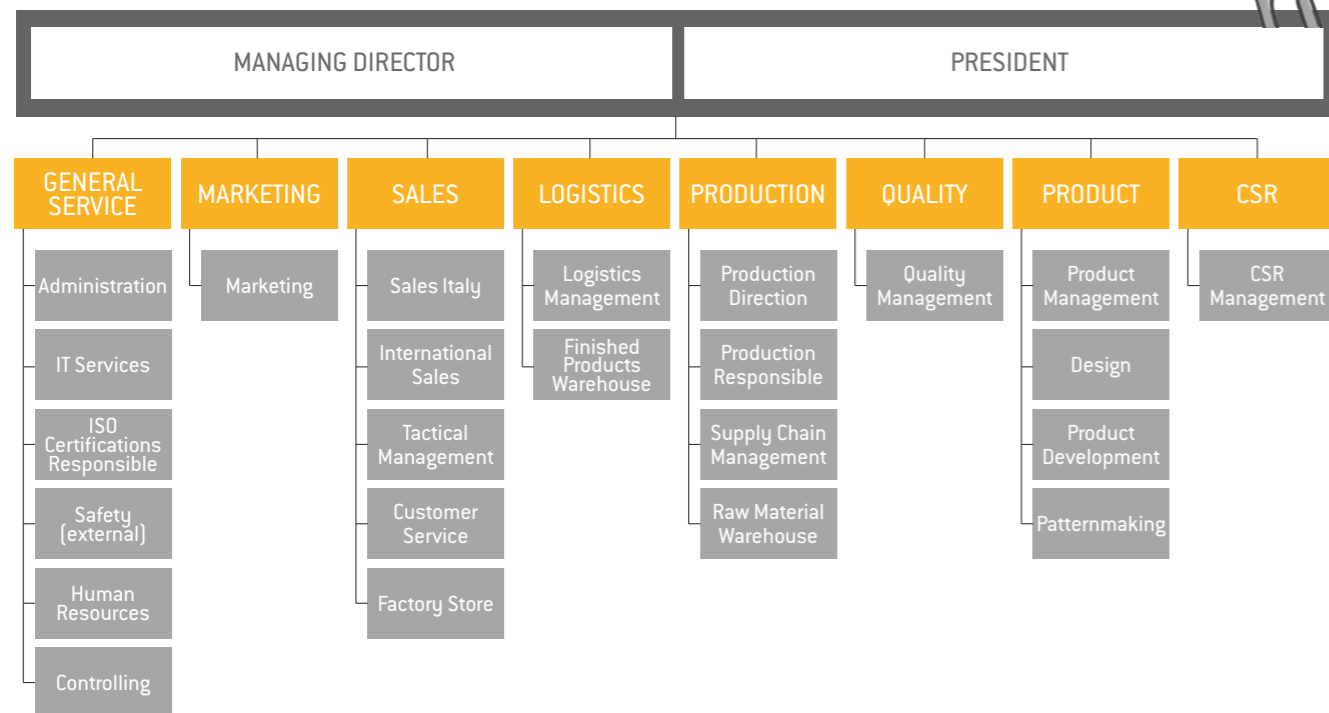 MANAGING DIRECTOR
PRESIDENT
GENERAL
SERVICE
MARKETING
SALES
LOGISTICS
PRODUCTION
QUALITY
PRODUCT
CSR
Administration
IT Services
ISO
Certifications
Responsible
Safety
(external)
Human
Resources
Controlling
Marketing
Sales Italy
International
Sales
Tactical
Management
Customer
Service
Factory Store
Logistics
Management
Finished
Products
Warehouse
Production
Direction
Production
Responsible
Supply Chain
Management
Raw Material
Warehouse
Quality
Management
Product
Management
Design
Product
Development
Patternmaking
CSR
Management